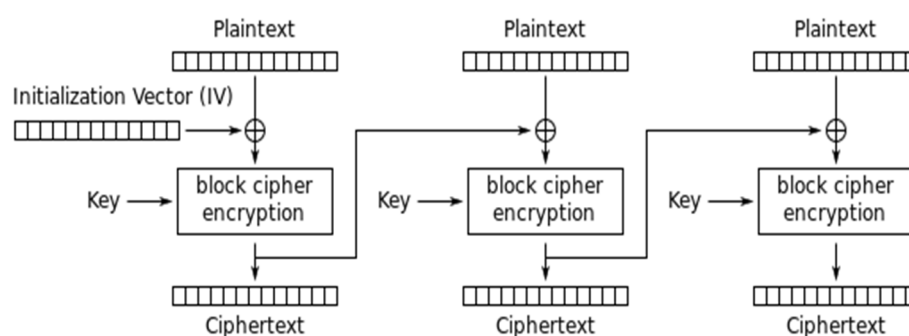 Plaintext
Plaintext
Plaintext
Initialization Vector (IV)
Key
block cipher
encryption
Key
block cipher
encryption
Key
block cipher
encryption
Ciphertext
Ciphertext
Ciphertext